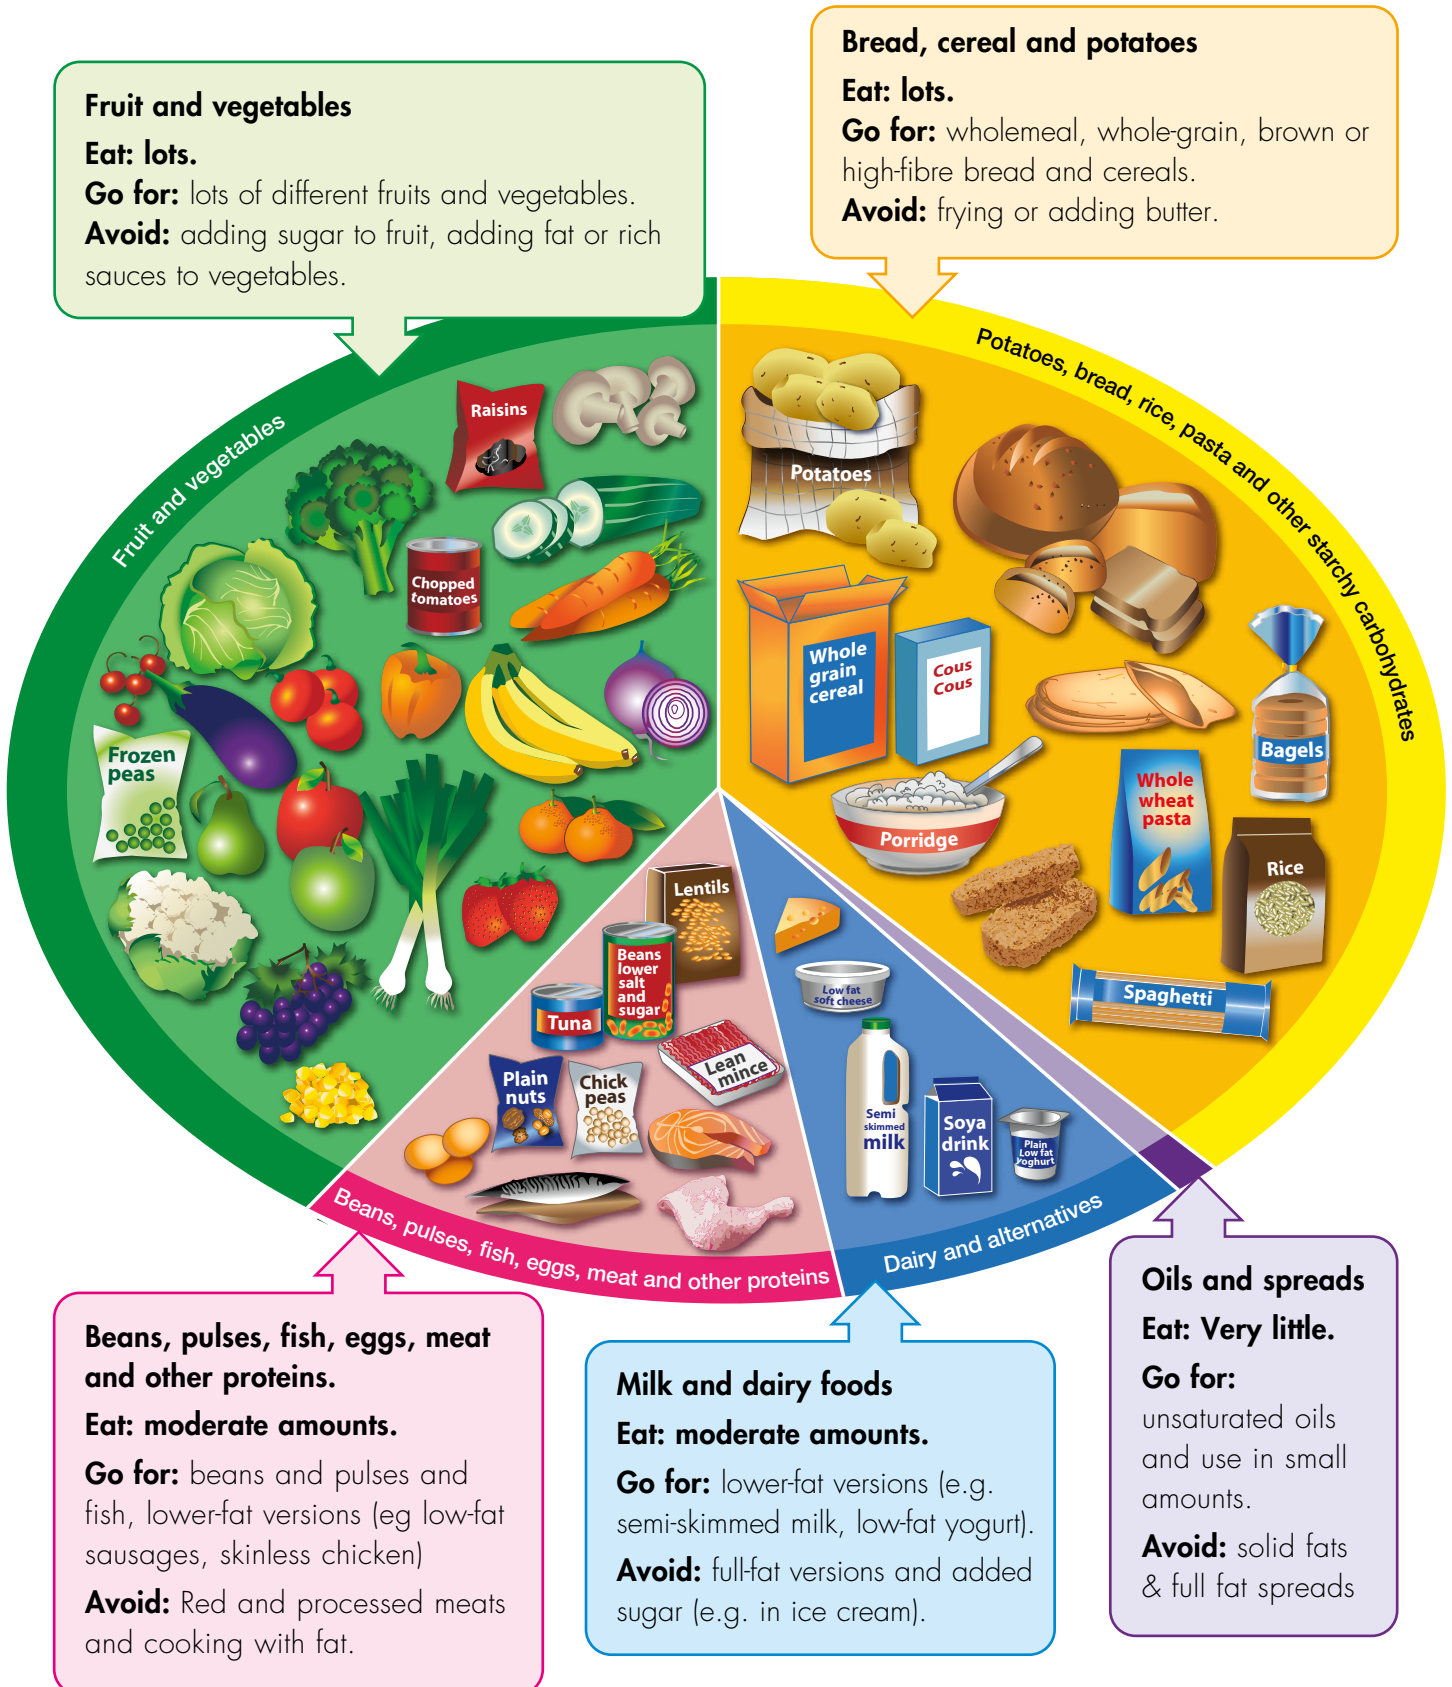 Bread, cereal and potatoes
Eat: lots.
Go for: wholemeal, whole-grain, brown or
high-fibre bread and cereals.
Avoid: frying or adding butter.
Fruit and vegetables
Eat: lots.
Go for: lots of different fruits and vegetables.
Avoid: adding sugar to fruit, adding fat or rich
sauces to vegetables.
Fruit and vegetables
Potatoes, bread, rice, pasta and other starchy carbohydrates
Raisins
Chopped
tomatoes
Frozen
peas
Potatoes
Whole
grain
cereal
Cous
Cous
Bagels
Whole
wheat
pasta
Porridge
Rice
Spaghetti
Lentils
Beans
lower
salt
and
sugar
Tuna
Lean
mince
Plain
nuts
Chick
peas
Low fat
soft cheese
Semi
skimmed
milk
Soya
drink
Plain
Low fat
yoghurt
Beans, pulses, fish, eggs, meat and other proteins
Dairy and alternatives
Beans, pulses, fish, eggs, meat
and other proteins.
Eat: moderate amounts.
Go for: beans and pulses and
fish, lower-fat versions (eg low-fat
sausages, skinless chicken)
Avoid: Red and processed meats
and cooking with fat.
Milk and dairy foods
Eat: moderate amounts.
Go for: lower-fat versions (e.g.
semi-skimmed milk, low-fat yogurt).
Avoid: full-fat versions and added
sugar (e.g. in ice cream).
Oils and spreads
Eat: Very little.
Go for:
unsaturated oils
and use in small
amounts.
Avoid: solid fats
& full fat spreads